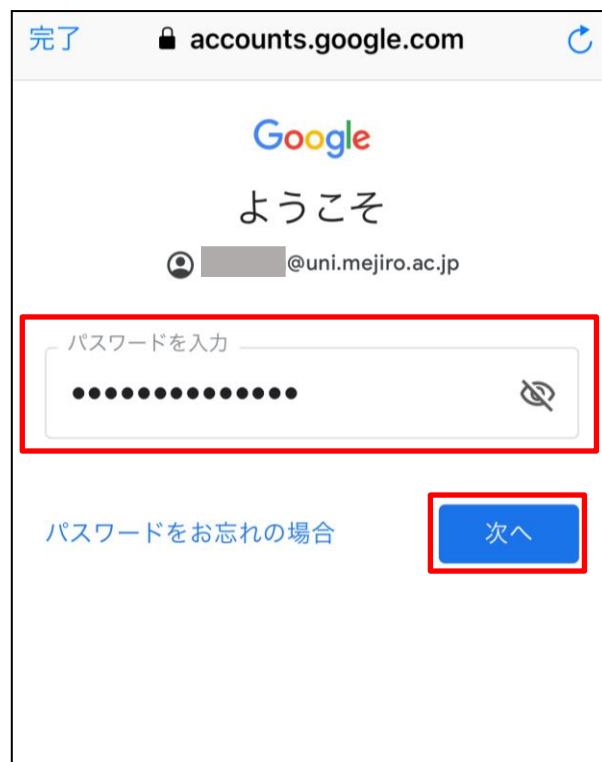 完了 accounts.google.com
Google
ようこそ
@uni.mejiro.ac.jp
パスワードを入力
••••••••••••••
パスワードをお忘れの場合 次へ